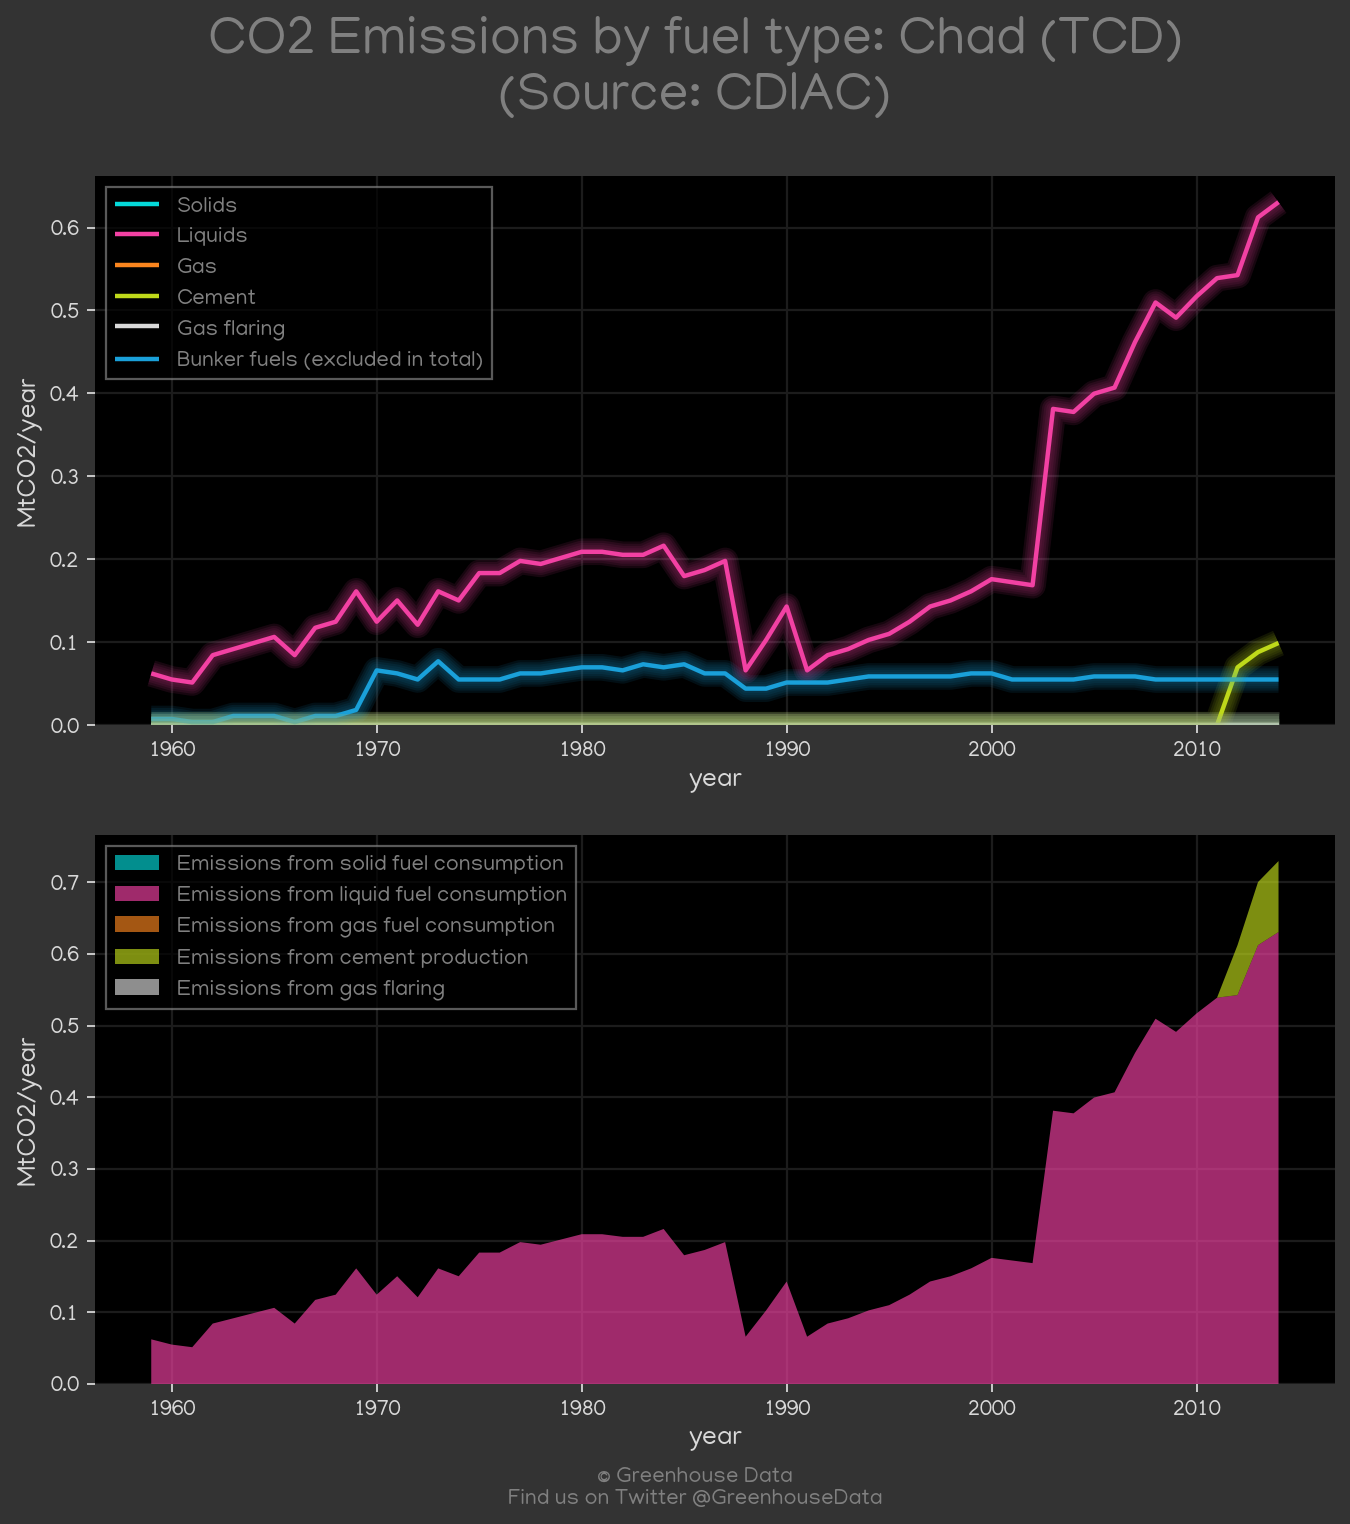 CO2 Emissions by fuel type: Chad (TCD)
(Source: CDIAC)
Solids
Liquids
Gas
Cement
Gas flaring
Bunker fuels (excluded in total)
MtCO2/year
0.6
0.5
0.4
0.3
0.2
0.1
0.0
1960 1970 1980 1990 2000 2010
year
Emissions from solid fuel consumption
Emissions from liquid fuel consumption
Emissions from gas fuel consumption
Emissions from cement production
Emissions from gas flaring
MtCO2/year
0.7
0.6
0.5
0.4
0.3
0.2
0.1
0.0
1960 1970 1980 1990 2000 2010
year
© Greenhouse Data
Find us on Twitter @GreenhouseData